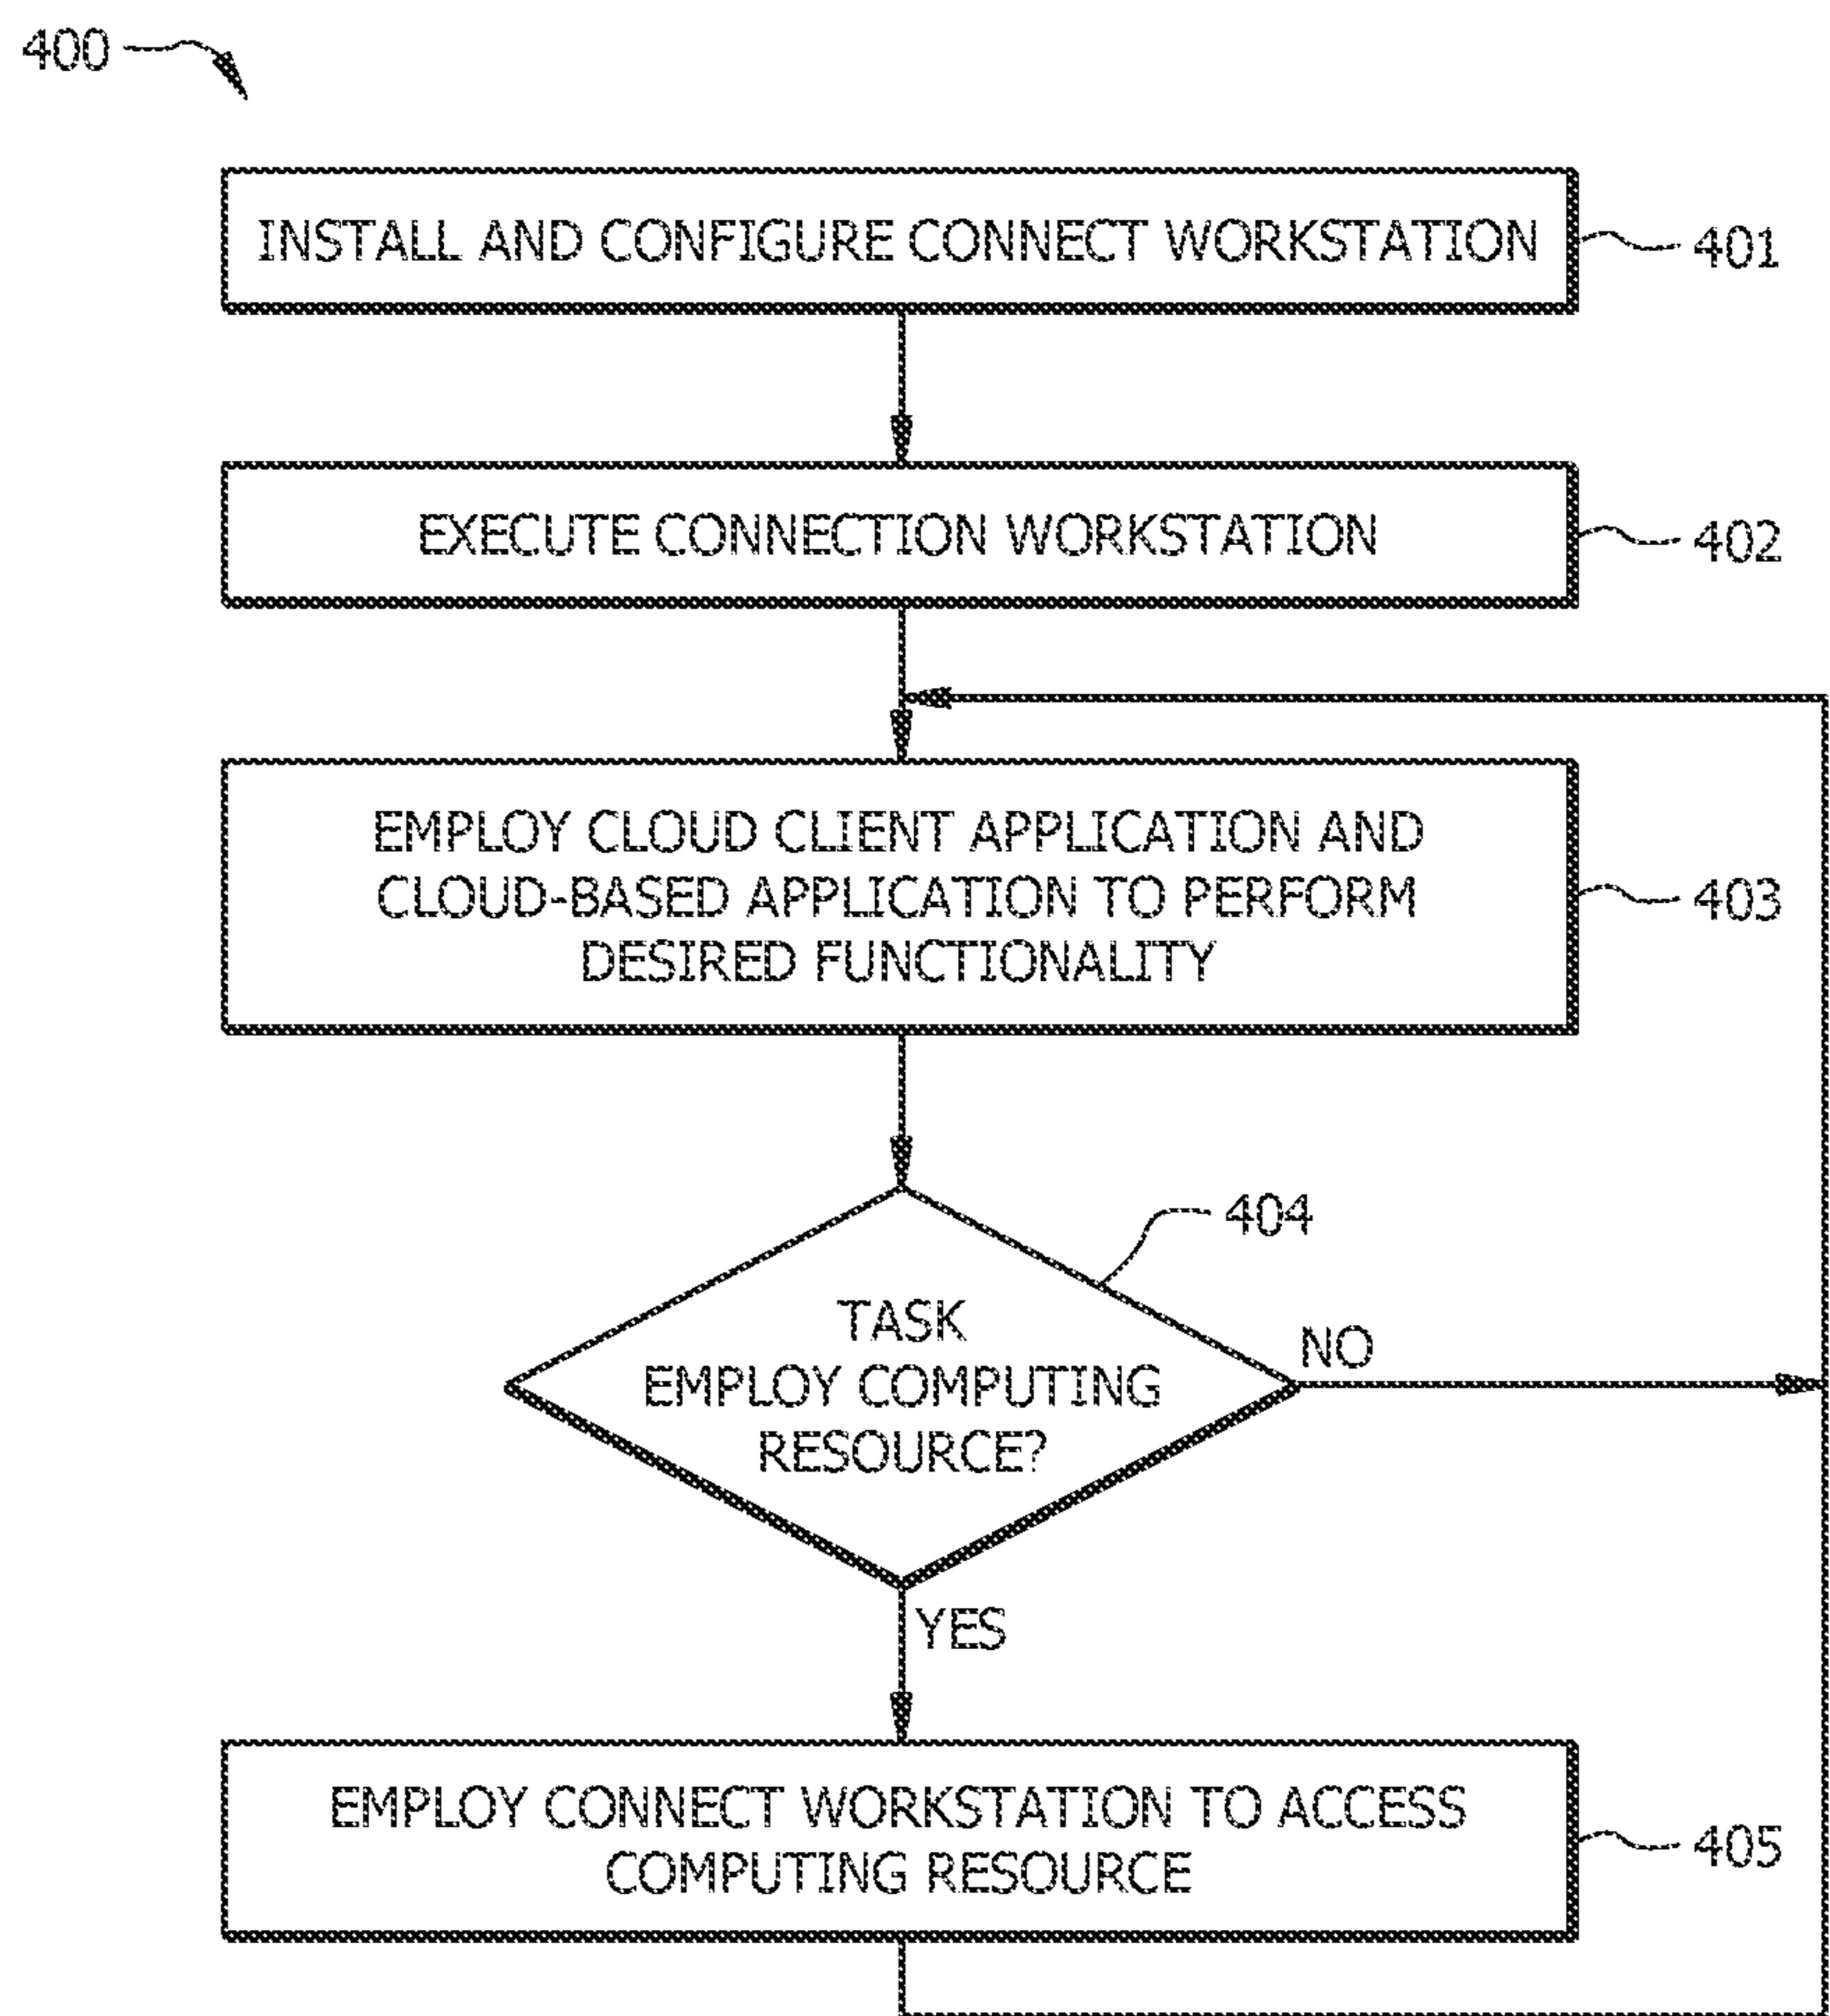 400
INSTALL AND CONFIGURE CONNECT WORKSTATION
401
EXECUTE CONNECTION WORKSTATION
402
EMPLOY CLOUD CLIENT APPLICATION AND
CLOUD-BASED APPLICATION TO PERFORM
DESIRED FUNCTIONALITY
403
404
TASK
EMPLOY COMPUTING
RESOURCE?
NO
YES
EMPLOY CONNECT WORKSTATION TO ACCESS
COMPUTING RESOURCE
405